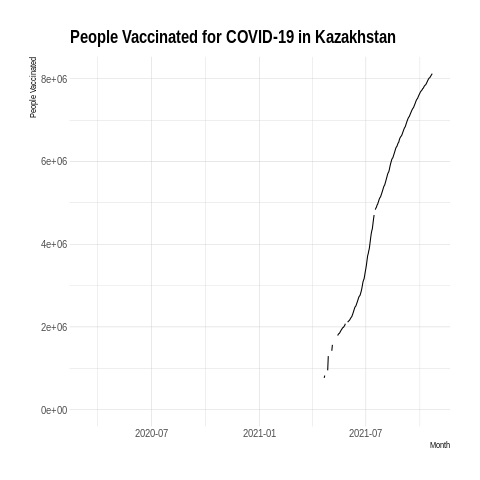 People Vaccinated for COVID-19 in Kazakhstan
People Vaccinated
8e+06
6e+06
4e+06
2e+06
0e+00
2020-07
2021-01
2021-07
Month